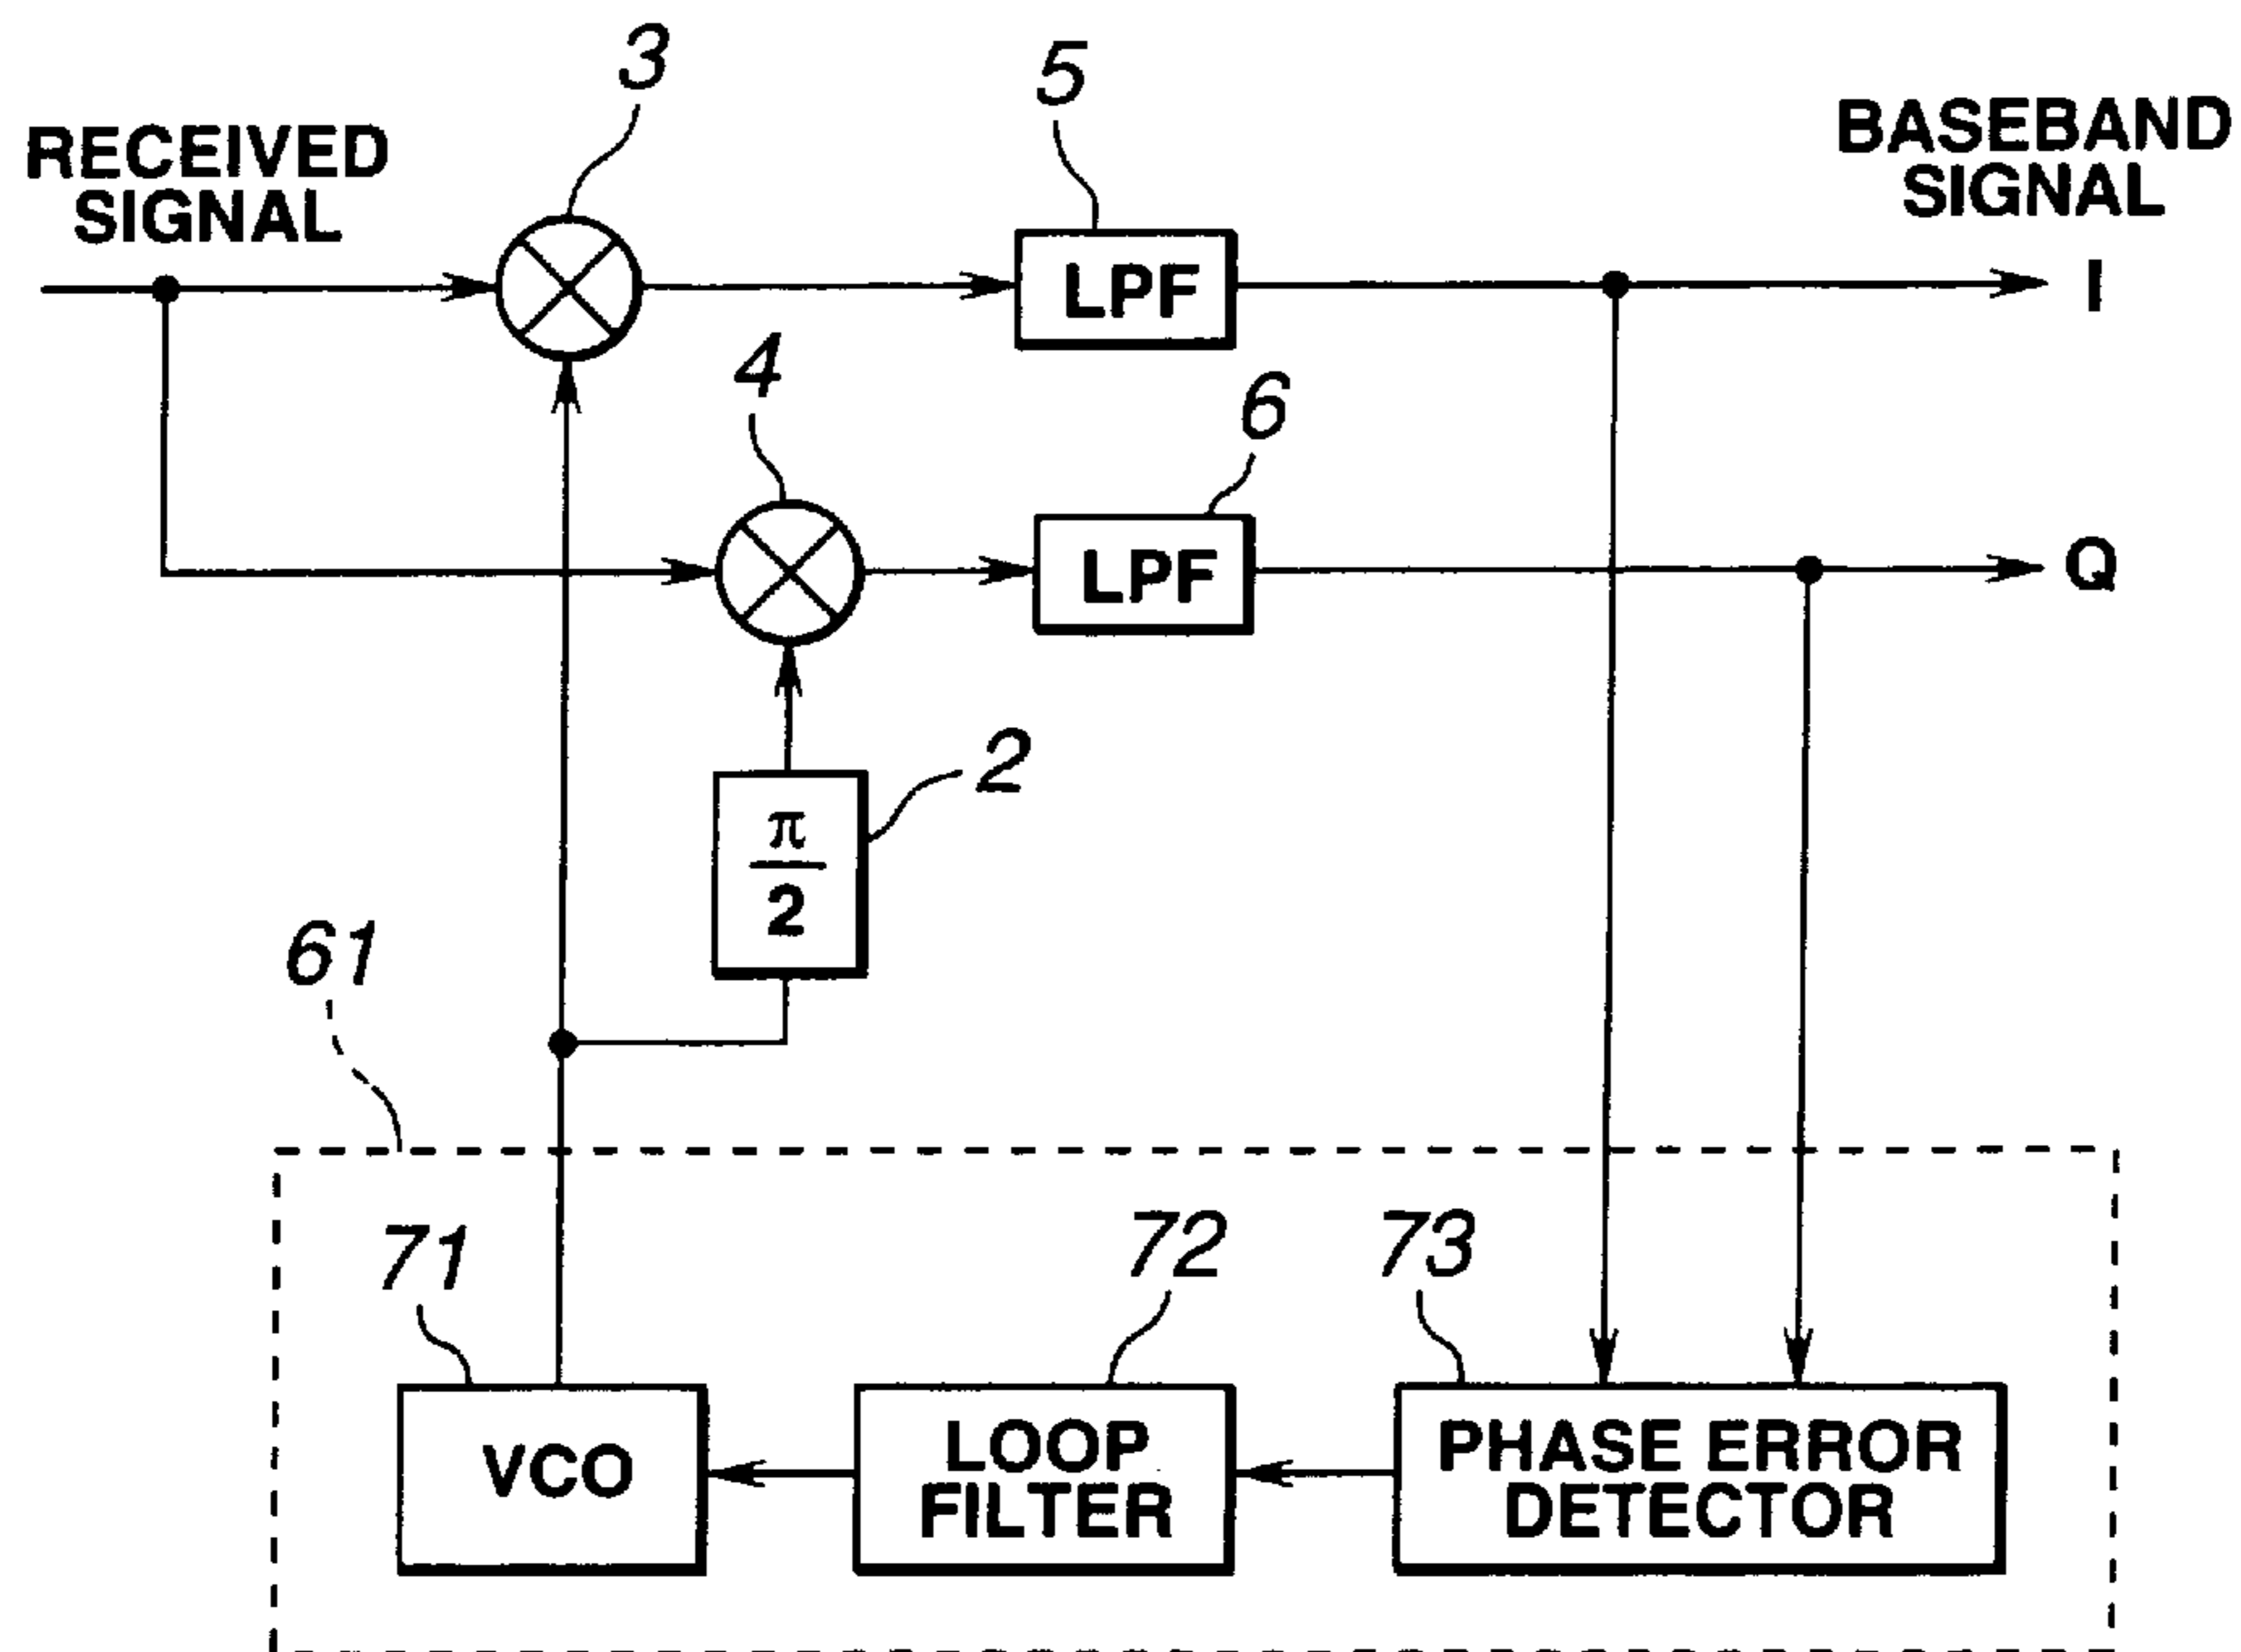 3
5
RECEIVED
SIGNAL
BASEBAND
SIGNAL
LPF
I
4
6
LPF
Q
2
π
2
61
71
72
73
VCO
LOOP
FILTER
PHASE ERROR
DETECTOR